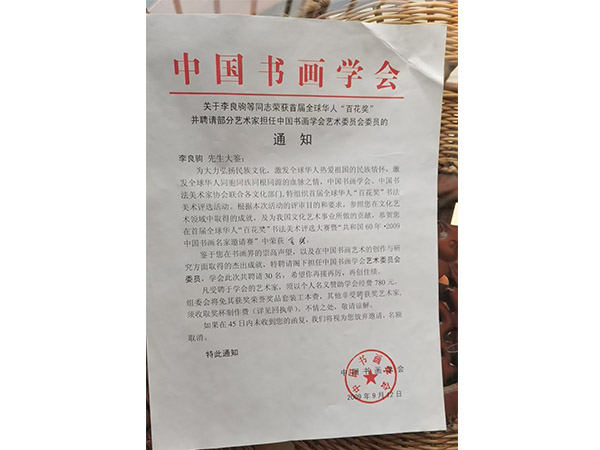 中国书画学会
关于李良驹等同志荣获首届全球华人“百花奖”
并聘请部分艺术家担任中国书画学会艺术委员会委员的
通知
李良驹 先生大鉴：
为大力弘扬民族文化，激发全球华人热爱祖国的民族情怀，激
发全球华人同胞同族同根同源的血脉之情，中国书画学会、中国书
法美术家协会联合各文化部门，特组织首届全球华人“百花奖”书法
美术评选活动。根据本次活动的评审目的和要求，参照您在文化艺
术领域中取得的成就，及为我国文化艺术事业所做的贡献，恭贺您
在首届全球华人“百花奖”书法美术评选大赛暨“共和国60年·2009
中国书画名家邀请赛”中荣获
鉴于您在书画界的崇高声望，以及在中国书画艺术的创作与研
究方面取得的杰出成就，特聘请阁下担任中国书画学会艺术委员会
委员，学会此次共聘请30名，希望你再接再厉，再创佳绩。
凡受聘于学会的艺术家，须以个人名义赞助学会经费780元，
组委会将免其获奖荣誉奖品套装工本费，其他非受聘获奖艺术家，
须收取奖杯制作费（详见回执单）。不情之处，敬请谅解。
如果在45日内未收到您的函复，我们将视为您放弃邀请，名额
取消。
特此通知
中国书画学会
2009年9月12日